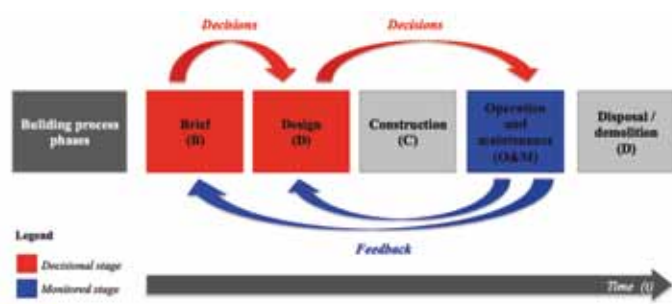 Decisions
Decisions
Building process
phases
Brief
(B)
Design
(D)
Construction
(C)
Operation
and
maintenance
(O&M)
Disposal /
demolition
(D)
Legend
Decisional stage
Monitored stage
Feedback
Time (t)